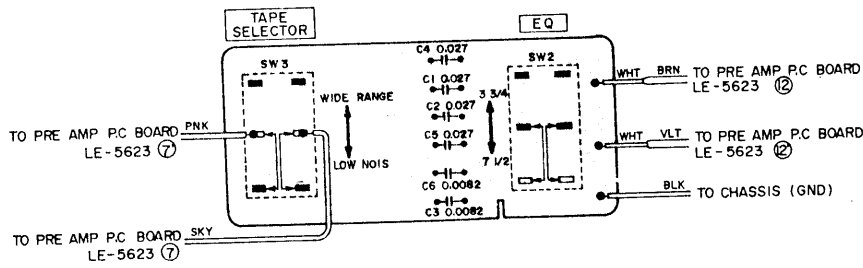 TAPE
SELECTOR
EQ
SW3
C4 0.027
SW2
C1 0.027
WHT BRN TO PRE AMP P.C BOARD
LE-5623 ⑫
WIDE RANGE
3 3/4
C2 0.027
TO PRE AMP P.C BOARD PNK
LE-5623 ⑦'
C5 0.027
WHT VLT TO PRE AMP P.C BOARD
LE-5623 ⑫'
LOW NOIS
7 1/2
C6 0.0082
BLK TO CHASSIS (GND)
C3 0.0082
TO PRE AMP P.C BOARD SKY
LE-5623 ⑦